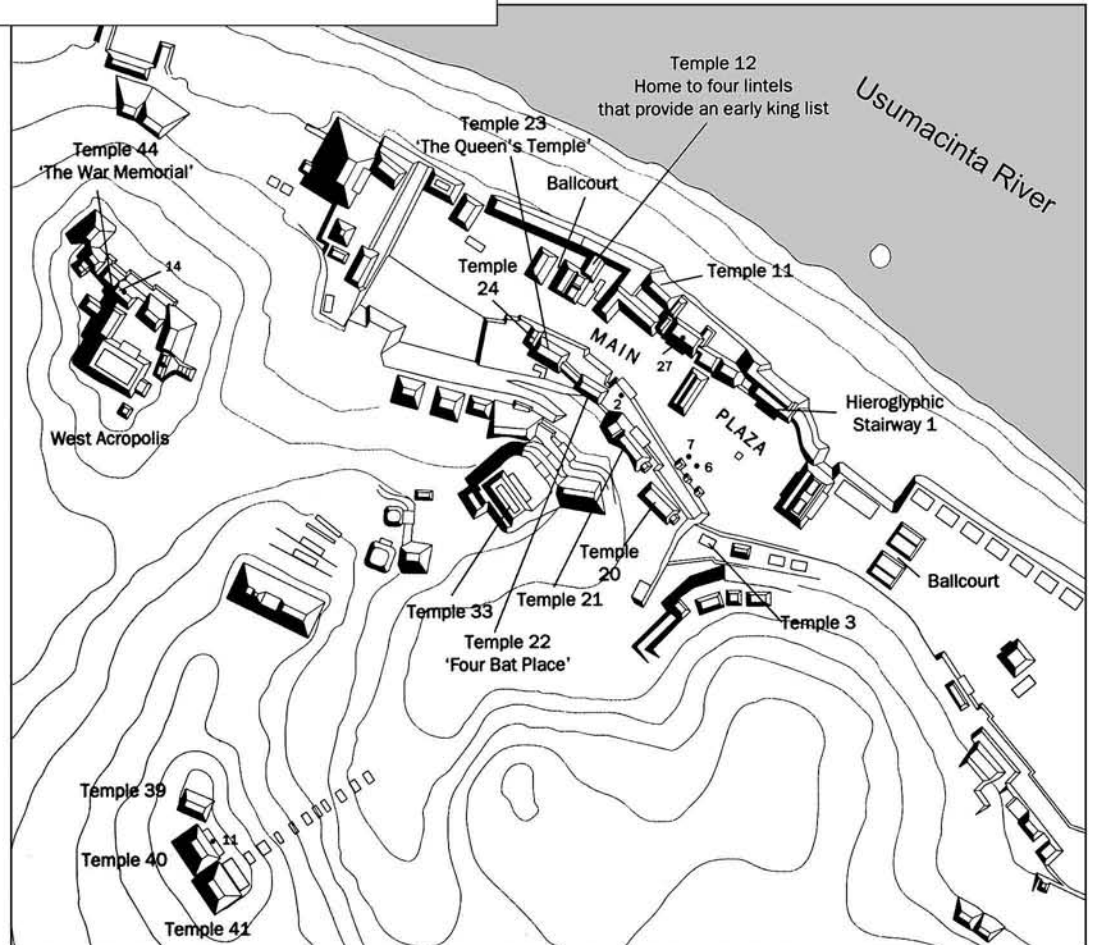 Temple 12
Home to four lintels
that provide an early king list
Usumacinta River
Temple 23
'The Queen's Temple'
Temple 44
'The War Memorial'
Ballcourt
14
Temple
24
Temple 11
MAIN
27
2
Hieroglyphic
Stairway 1
PLAZA
West Acropolis
7
6
Temple
20
Ballcourt
Temple 21
Temple 33
Temple 3
Temple 22
'Four Bat Place'
Temple 39
11
Temple 40
Temple 41